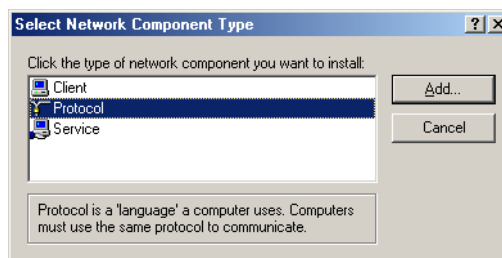 Select Network Component Type
Click the type of network component you want to install:
Client
Protocol
Service
Add...
Cancel
Protocol is a 'language' a computer uses. Computers
must use the same protocol to communicate.